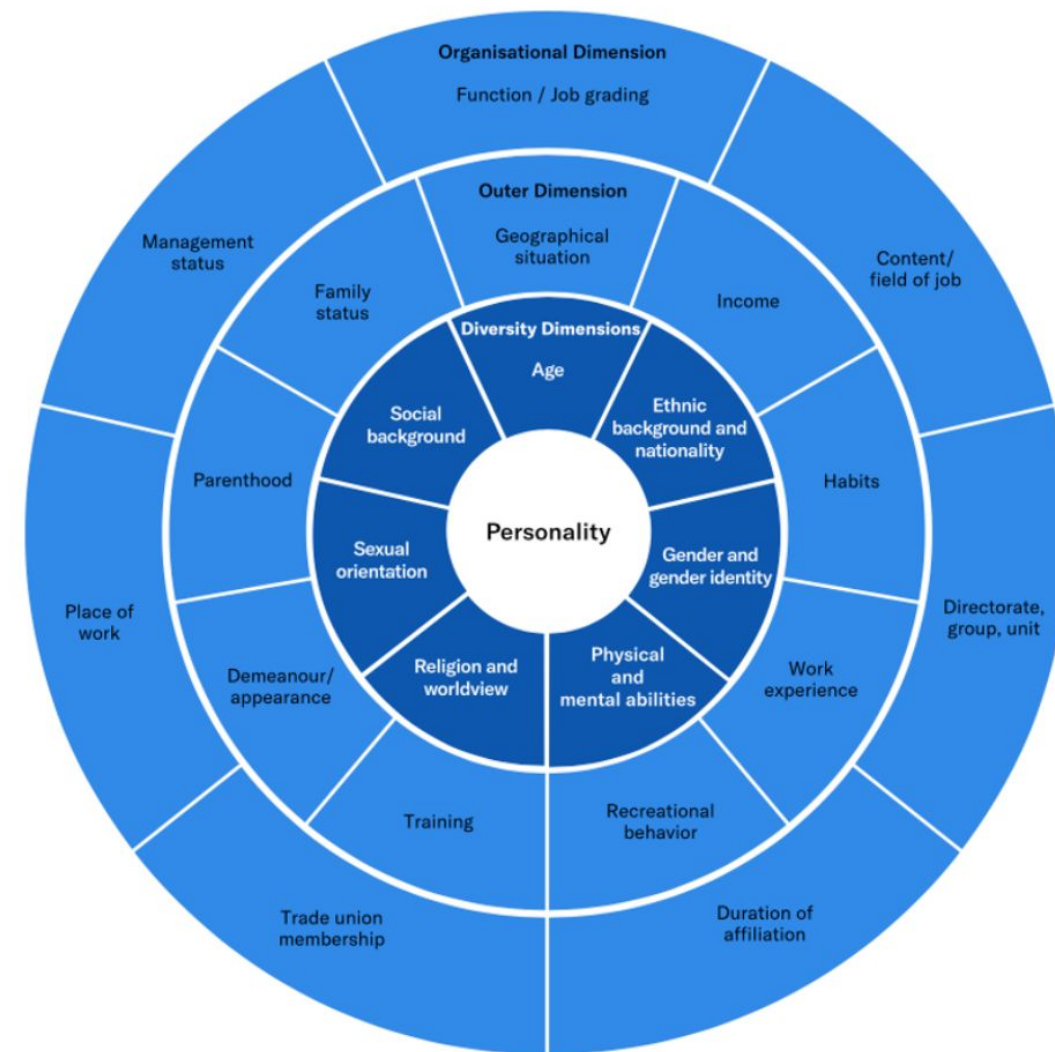 Organisational Dimension
Function / Job grading
Content/
field of job
Directorate,
group, unit
Duration of
affiliation
Trade union
membership
Place of
work
Management
status
Outer Dimension
Geographical
situation
Income
Habits
Work
experience
Recreational
behavior
Training
Demeanour/
appearance
Parenthood
Family
status
Diversity Dimensions
Age
Ethnic
background and
nationality
Gender and
gender identity
Physical
and
mental abilities
Religion and
worldview
Sexual
orientation
Social
background
Personality